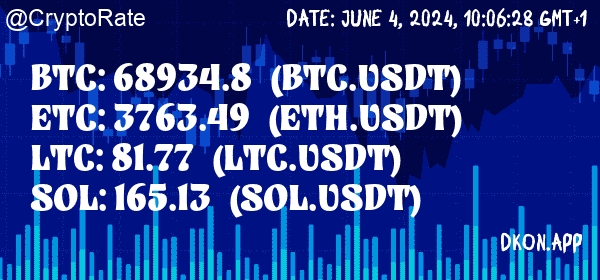 @CryptoRate
DATE: JUNE 4, 2024, 10:06:28 GMT+1
BTC: 68934.8 (BTC.USDT)
ETC: 3763.49 (ETH.USDT)
LTC: 81.77 (LTC.USDT)
SOL: 165.13 (SOL.USDT)
DKON.APP